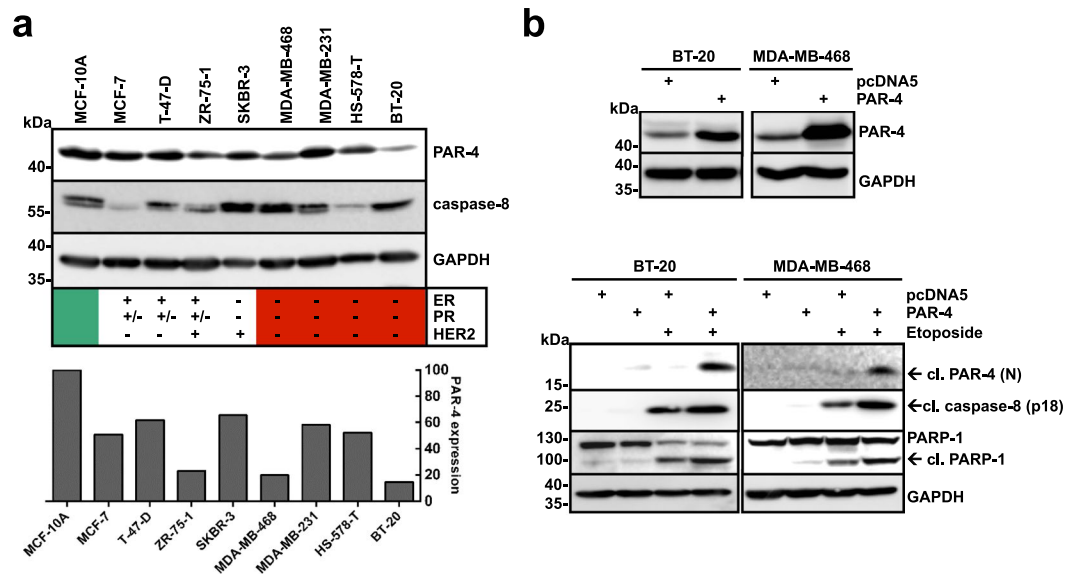 a
MCF-10A
MCF-7
T-47-D
ZR-75-1
SKBR-3
MDA-MB-468
MDA-MB-231
HS-578-T
BT-20
kDa
40-
PAR-4
55-
caspase-8
40-
35-
GAPDH
+ + + - - - - - ER
+/- +/- +/- - - - - - PR
- - + + - - - - HER2
100
80
60
40
20
0
PAR-4 expression
MCF-10A
MCF-7
T-47-D
ZR-75-1
SKBR-3
MDA-MB-468
MDA-MB-231
HS-578-T
BT-20
b
BT-20 MDA-MB-468
+ + pcDNA5
+ + PAR-4
kDa
40- PAR-4
40-
35- GAPDH
BT-20 MDA-MB-468
+ + + + pcDNA5
+ + + + PAR-4
+ + + + Etoposide
kDa
15- ← cl. PAR-4 (N)
25- ← cl. caspase-8 (p18)
130- PARP-1
100- ← cl. PARP-1
40-
35- GAPDH